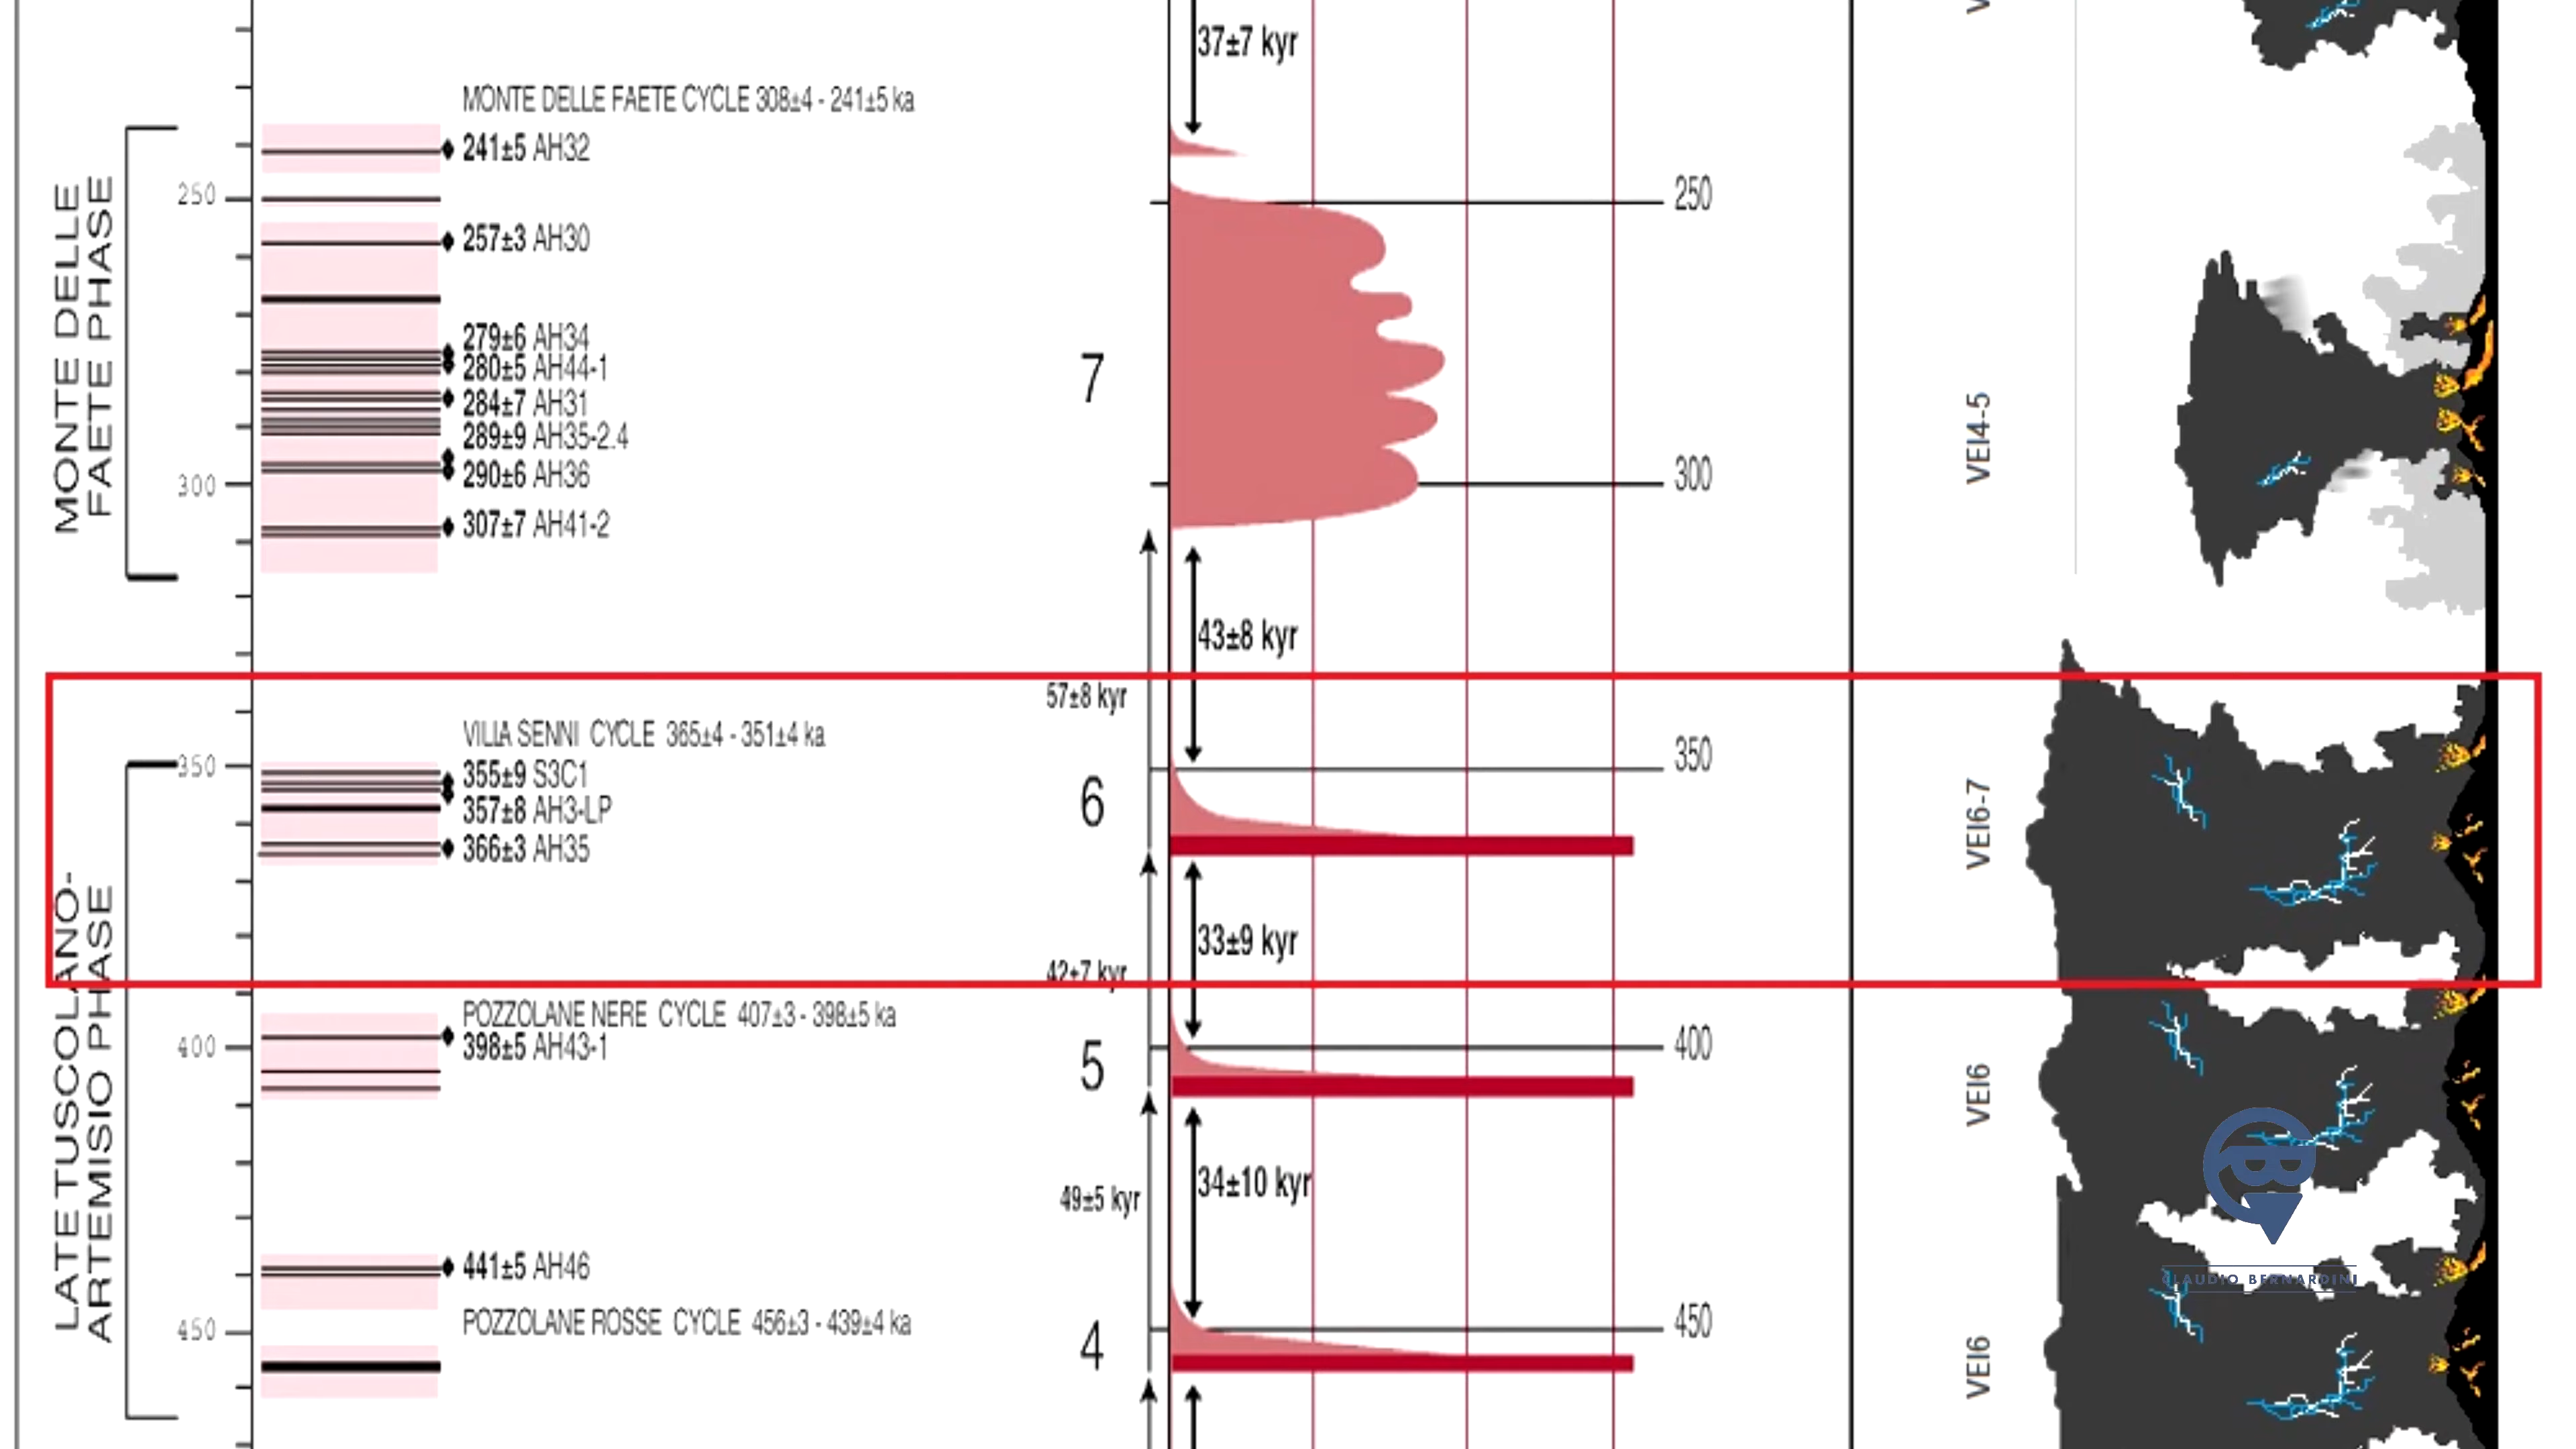 37±7 kyr
MONTE DELLE FAETE CYCLE 308±4 - 241±5 ka
241±5 AH32
250
250
257±3 AH30
MONTE DELLE
FAETE PHASE
279±6 AH34
280±5 AH44-1
7
284±7 AH31
289±9 AH35-2.4
VEI4-5
290±6 AH36
300
300
307±7 AH41-2
43±8 kyr
57±8 kyr
VILLA SENNI CYCLE 365±4 - 351±4 ka
350
350
355±9 S3C1
6
357±8 AH3-LP
VEI6-7
366±3 AH35
33±9 kyr
42±7 kyr
LATE TUSCOLANO-
ARTEMISIO PHASE
POZZOLANE NERE CYCLE 407±3 - 398±5 ka
400
398±5 AH43-1
400
5
VEI6
34±10 kyr
49±5 kyr
441±5 AH46
CLAUDIO BERNARDINI
POZZOLANE ROSSE CYCLE 456±3 - 439±4 ka
450
450
4
VEI6